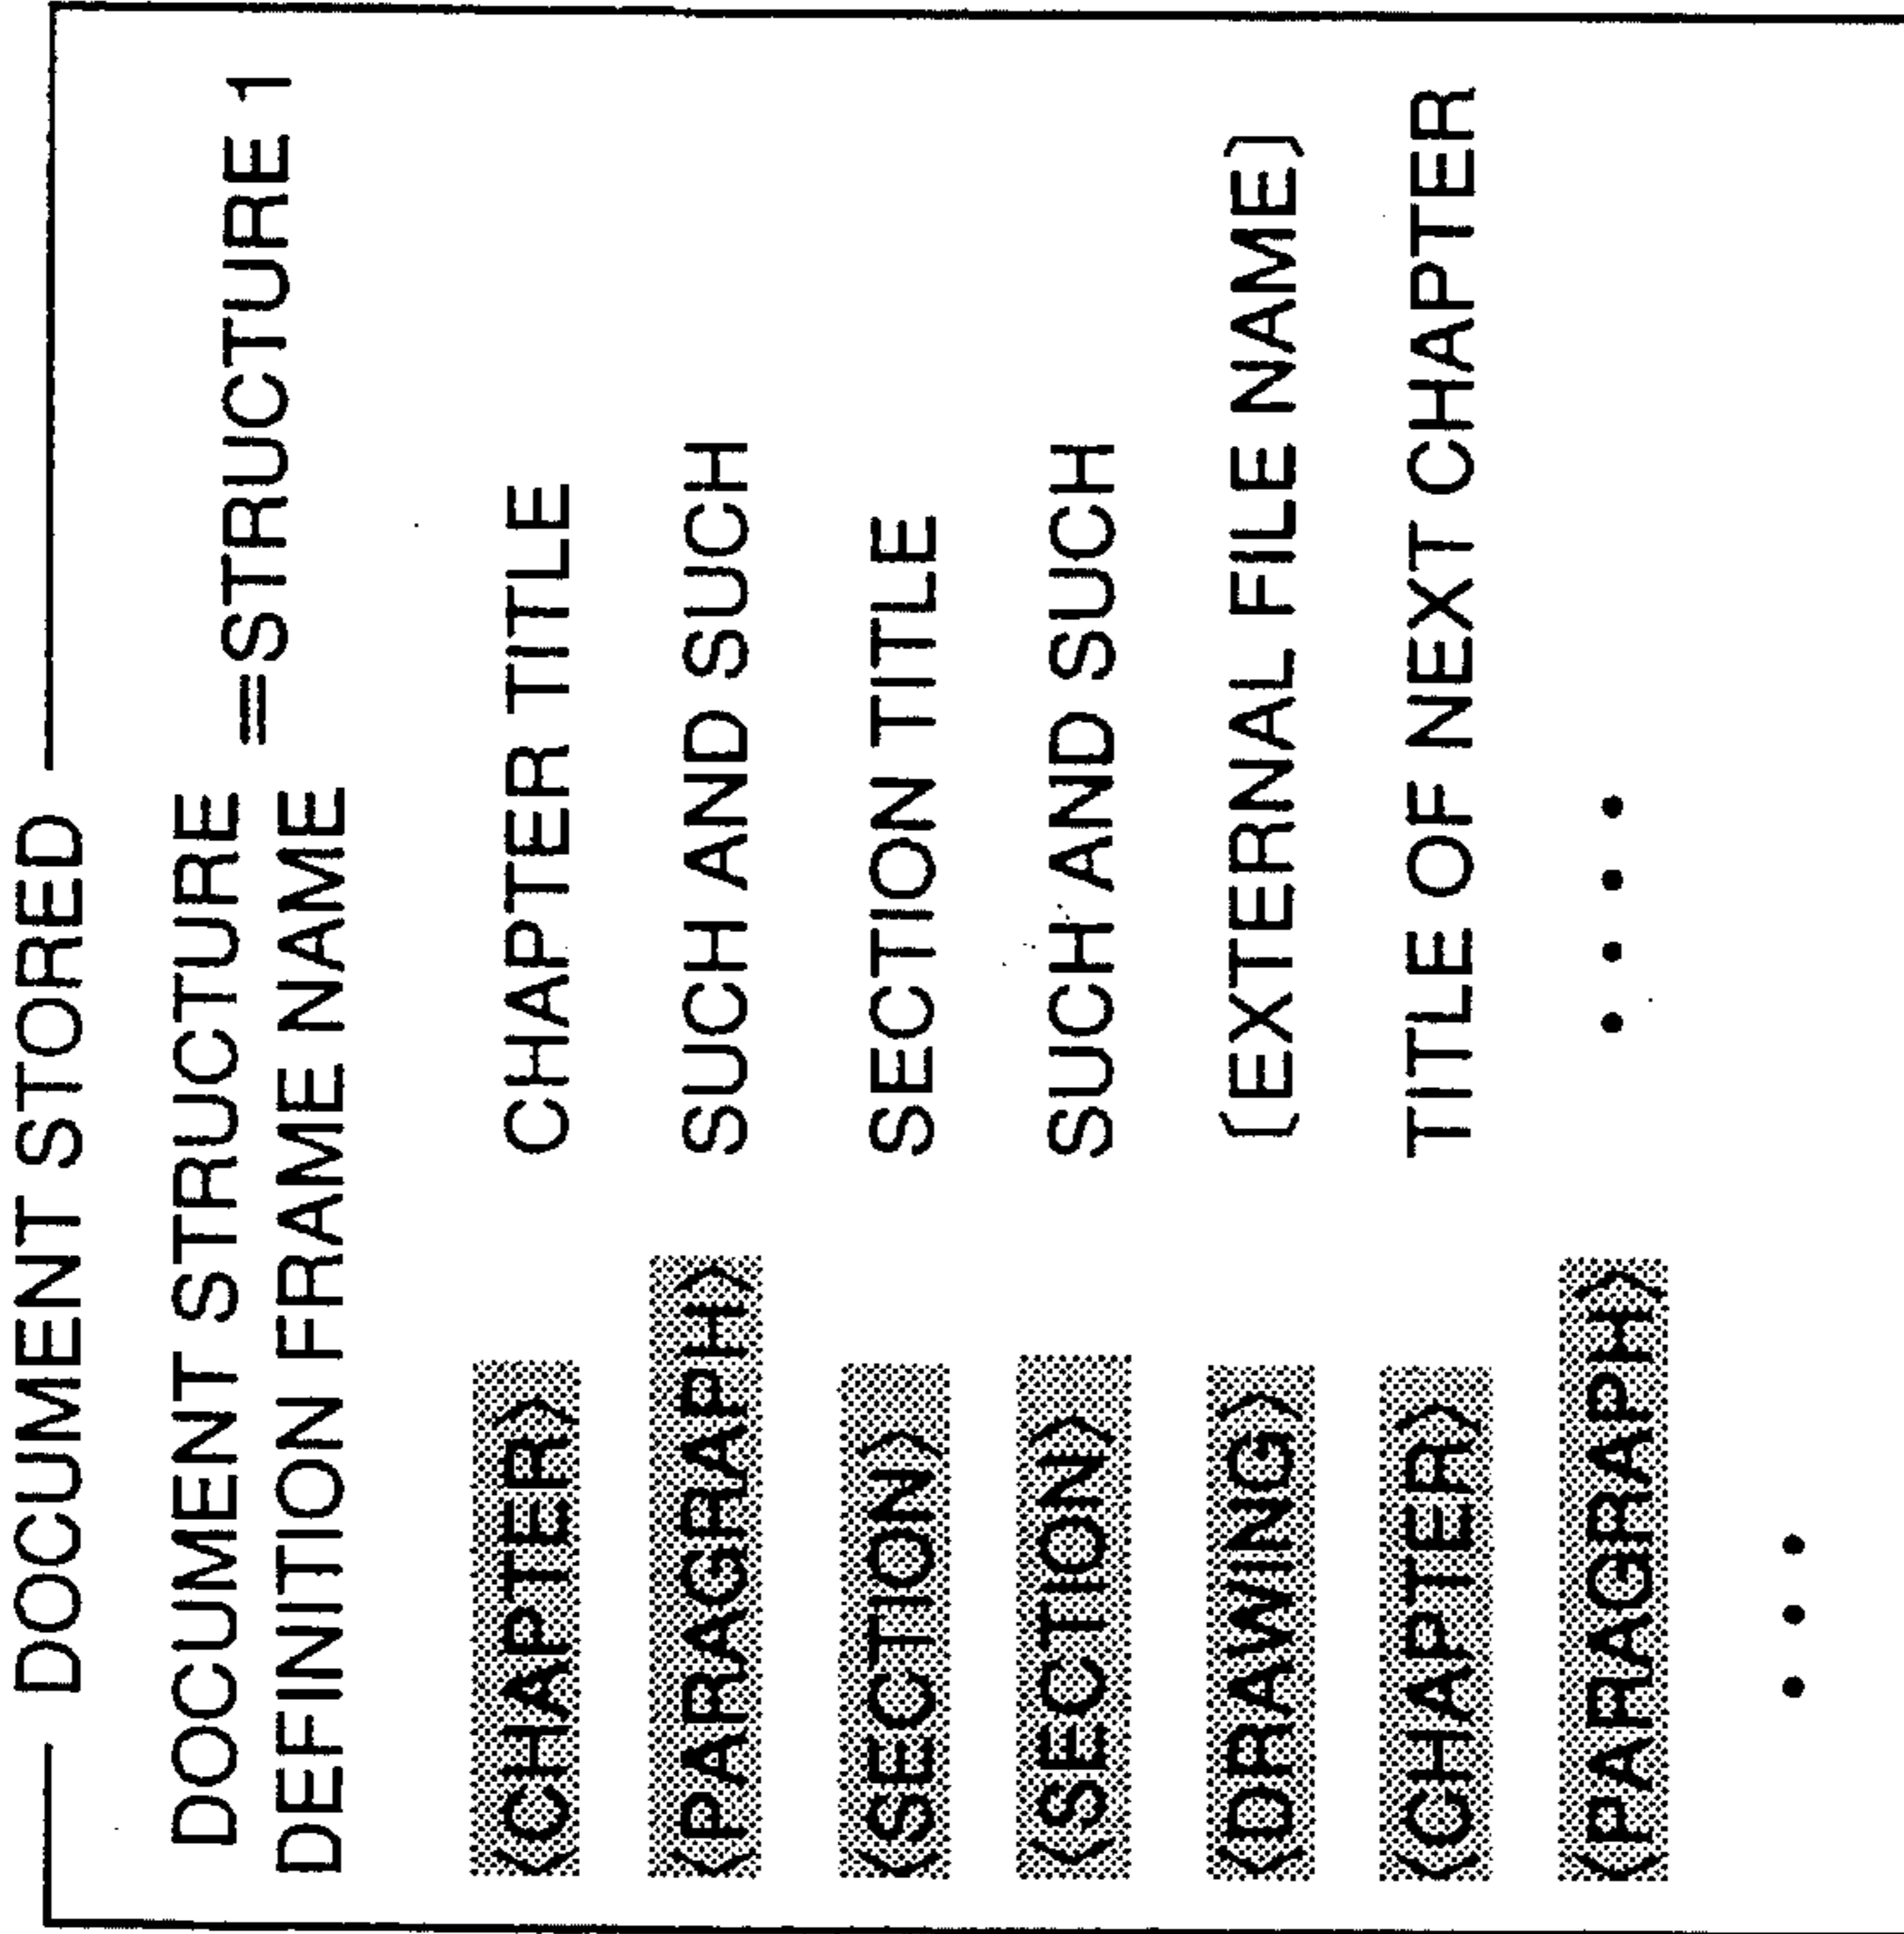 DOCUMENT STORED
DOCUMENT STRUCTURE
DEFINITION FRAME NAME =STRUCTURE 1
〈CHAPTER〉 CHAPTER TITLE
〈PARAGRAPH〉 SUCH AND SUCH
〈SECTION〉 SECTION TITLE
〈SECTION〉 SUCH AND SUCH
〈DRAWING〉 〔EXTERNAL FILE NAME〕
〈CHAPTER〉 TITLE OF NEXT CHAPTER
〈PARAGRAPH〉 • • • •
• • •